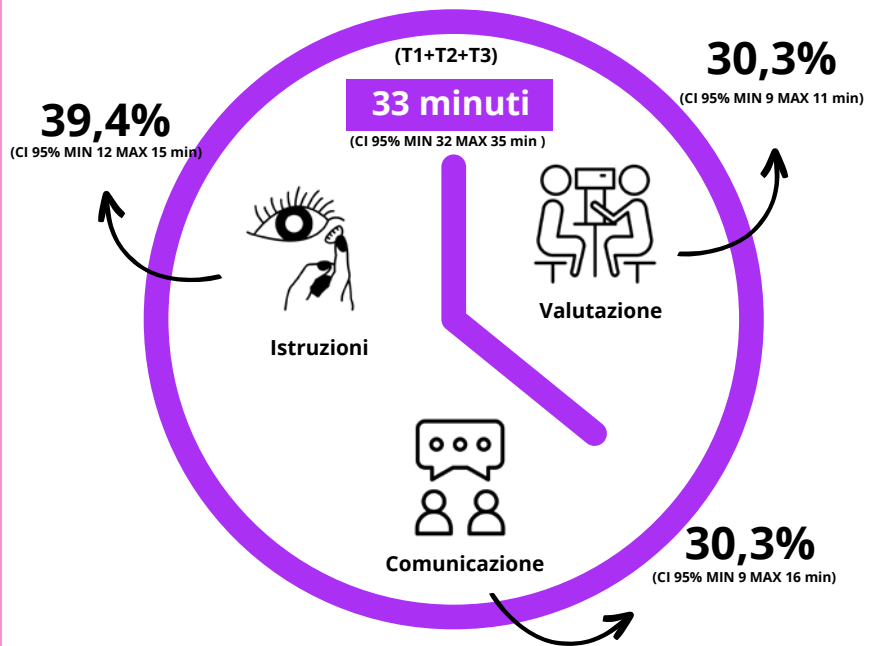 (T1+T2+T3)
33 minuti
(CI 95% MIN 32 MAX 35 min )
39,4%
(CI 95% MIN 12 MAX 15 min)
30,3%
(CI 95% MIN 9 MAX 11 min)
Istruzioni
Valutazione
Comunicazione
30,3%
(CI 95% MIN 9 MAX 16 min)